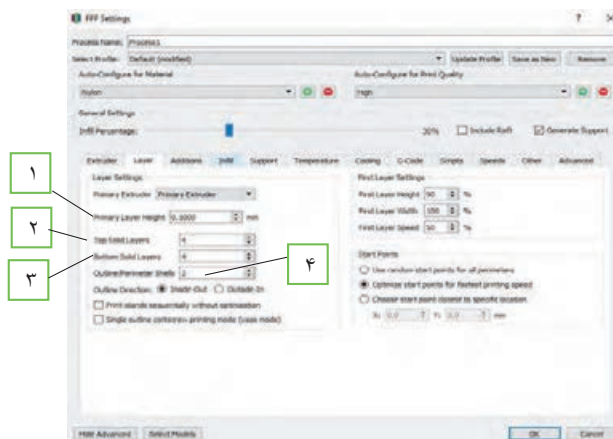 FFF Settings ? ×
Process Name: Process1
Select Profile: Default (modified) Update Profile Save as New Remove
Auto-Configure for Material Auto-Configure for Print Quality
Nylon High
General Settings
Infill Percentage: 20% Include Raft Generate Support
Extruder Layer Additions Infill Support Temperature Cooling G-Code Scripts Speeds Other Advanced
Layer Settings First Layer Settings
۱
Primary Extruder Primary Extruder First Layer Height 90 %
Primary Layer Height 0.1000 mm First Layer Width 100 %
First Layer Speed 50 %
۲
Top Solid Layers 4
۳
Bottom Solid Layers 4 ۴
Start Points
Outline/Perimeter Shells 2 Use random start points for all perimeters
Outline Direction: Inside-Out Outside-In Optimize start points for fastest printing speed
Print islands sequentially without optimization Choose start point closest to specific location
Single outline corkscrew printing mode (vase mode) X: 0.0 Y: 0.0 mm
Hide Advanced Select Models OK Cancel